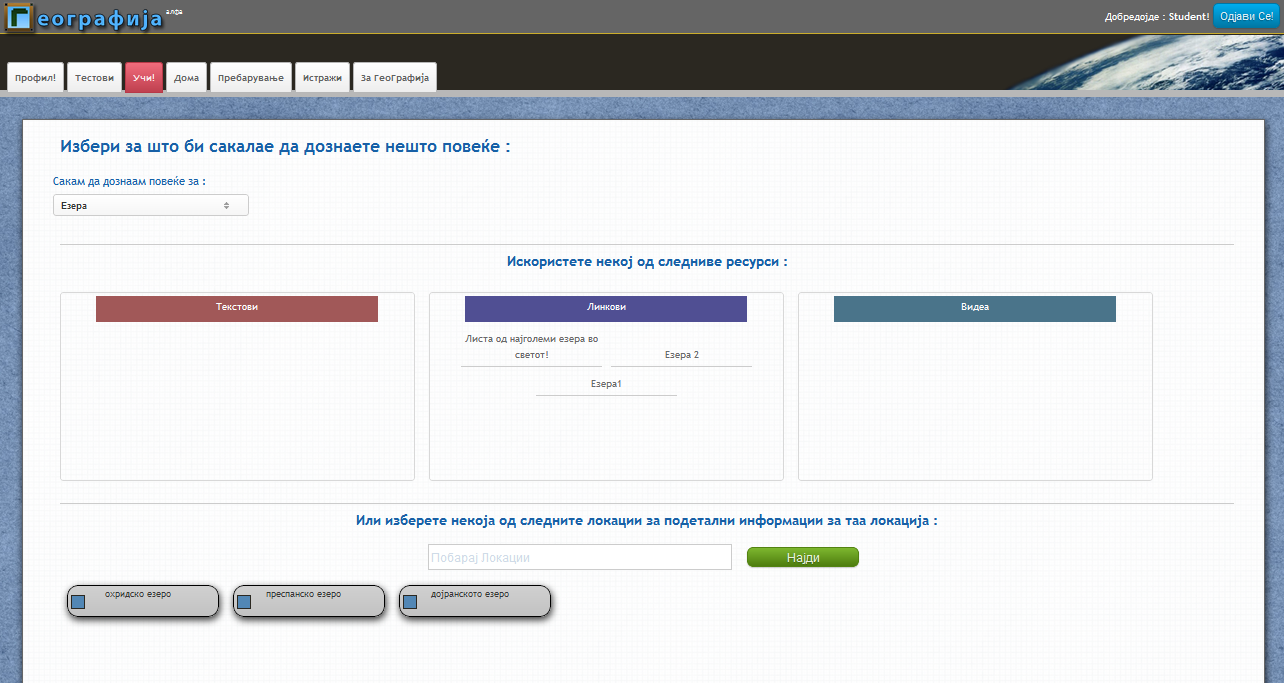 Географија алфа
Добредојде : Student! Одјави Се!
Профил! Тестови Учи! Дома Пребарување Истражи За ГеоГрафија
Избери за што би сакалае да дознаете нешто повеќе :
Сакам да дознаам повеќе за :
Езера
Искористете некој од следниве ресурси :
Текстови
Линкови
Видеа
Листа од најголеми езера во
светот!
Езера 2
Езера1
Или изберете некоја од следните локации за подетални информации за таа локација :
Побарај Локации
Најди
охридско езеро
преспанско езеро
дојранското езеро